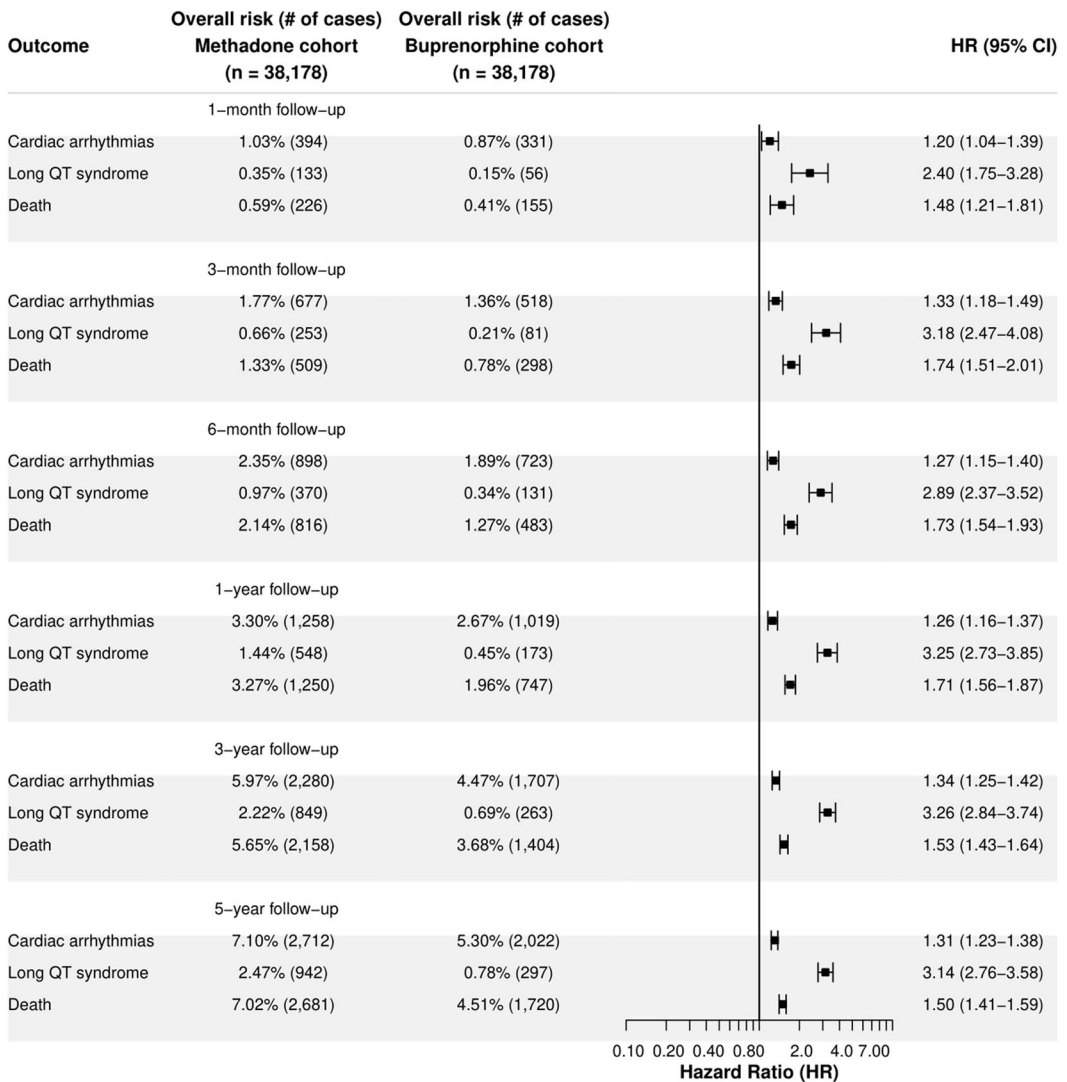 Overall risk (# of cases) Overall risk (# of cases)
Outcome Methadone cohort Buprenorphine cohort HR (95% CI)
(n = 38,178) (n = 38,178)
1−month follow−up
Cardiac arrhythmias 1.03% (394) 0.87% (331) 1.20 (1.04−1.39)
Long QT syndrome 0.35% (133) 0.15% (56) 2.40 (1.75−3.28)
Death 0.59% (226) 0.41% (155) 1.48 (1.21−1.81)
3−month follow−up
Cardiac arrhythmias 1.77% (677) 1.36% (518) 1.33 (1.18−1.49)
Long QT syndrome 0.66% (253) 0.21% (81) 3.18 (2.47−4.08)
Death 1.33% (509) 0.78% (298) 1.74 (1.51−2.01)
6−month follow−up
Cardiac arrhythmias 2.35% (898) 1.89% (723) 1.27 (1.15−1.40)
Long QT syndrome 0.97% (370) 0.34% (131) 2.89 (2.37−3.52)
Death 2.14% (816) 1.27% (483) 1.73 (1.54−1.93)
1−year follow−up
Cardiac arrhythmias 3.30% (1,258) 2.67% (1,019) 1.26 (1.16−1.37)
Long QT syndrome 1.44% (548) 0.45% (173) 3.25 (2.73−3.85)
Death 3.27% (1,250) 1.96% (747) 1.71 (1.56−1.87)
3−year follow−up
Cardiac arrhythmias 5.97% (2,280) 4.47% (1,707) 1.34 (1.25−1.42)
Long QT syndrome 2.22% (849) 0.69% (263) 3.26 (2.84−3.74)
Death 5.65% (2,158) 3.68% (1,404) 1.53 (1.43−1.64)
5−year follow−up
Cardiac arrhythmias 7.10% (2,712) 5.30% (2,022) 1.31 (1.23−1.38)
Long QT syndrome 2.47% (942) 0.78% (297) 3.14 (2.76−3.58)
Death 7.02% (2,681) 4.51% (1,720) 1.50 (1.41−1.59)
0.10 0.20 0.40 0.80 2.0 4.0 7.00
Hazard Ratio (HR)